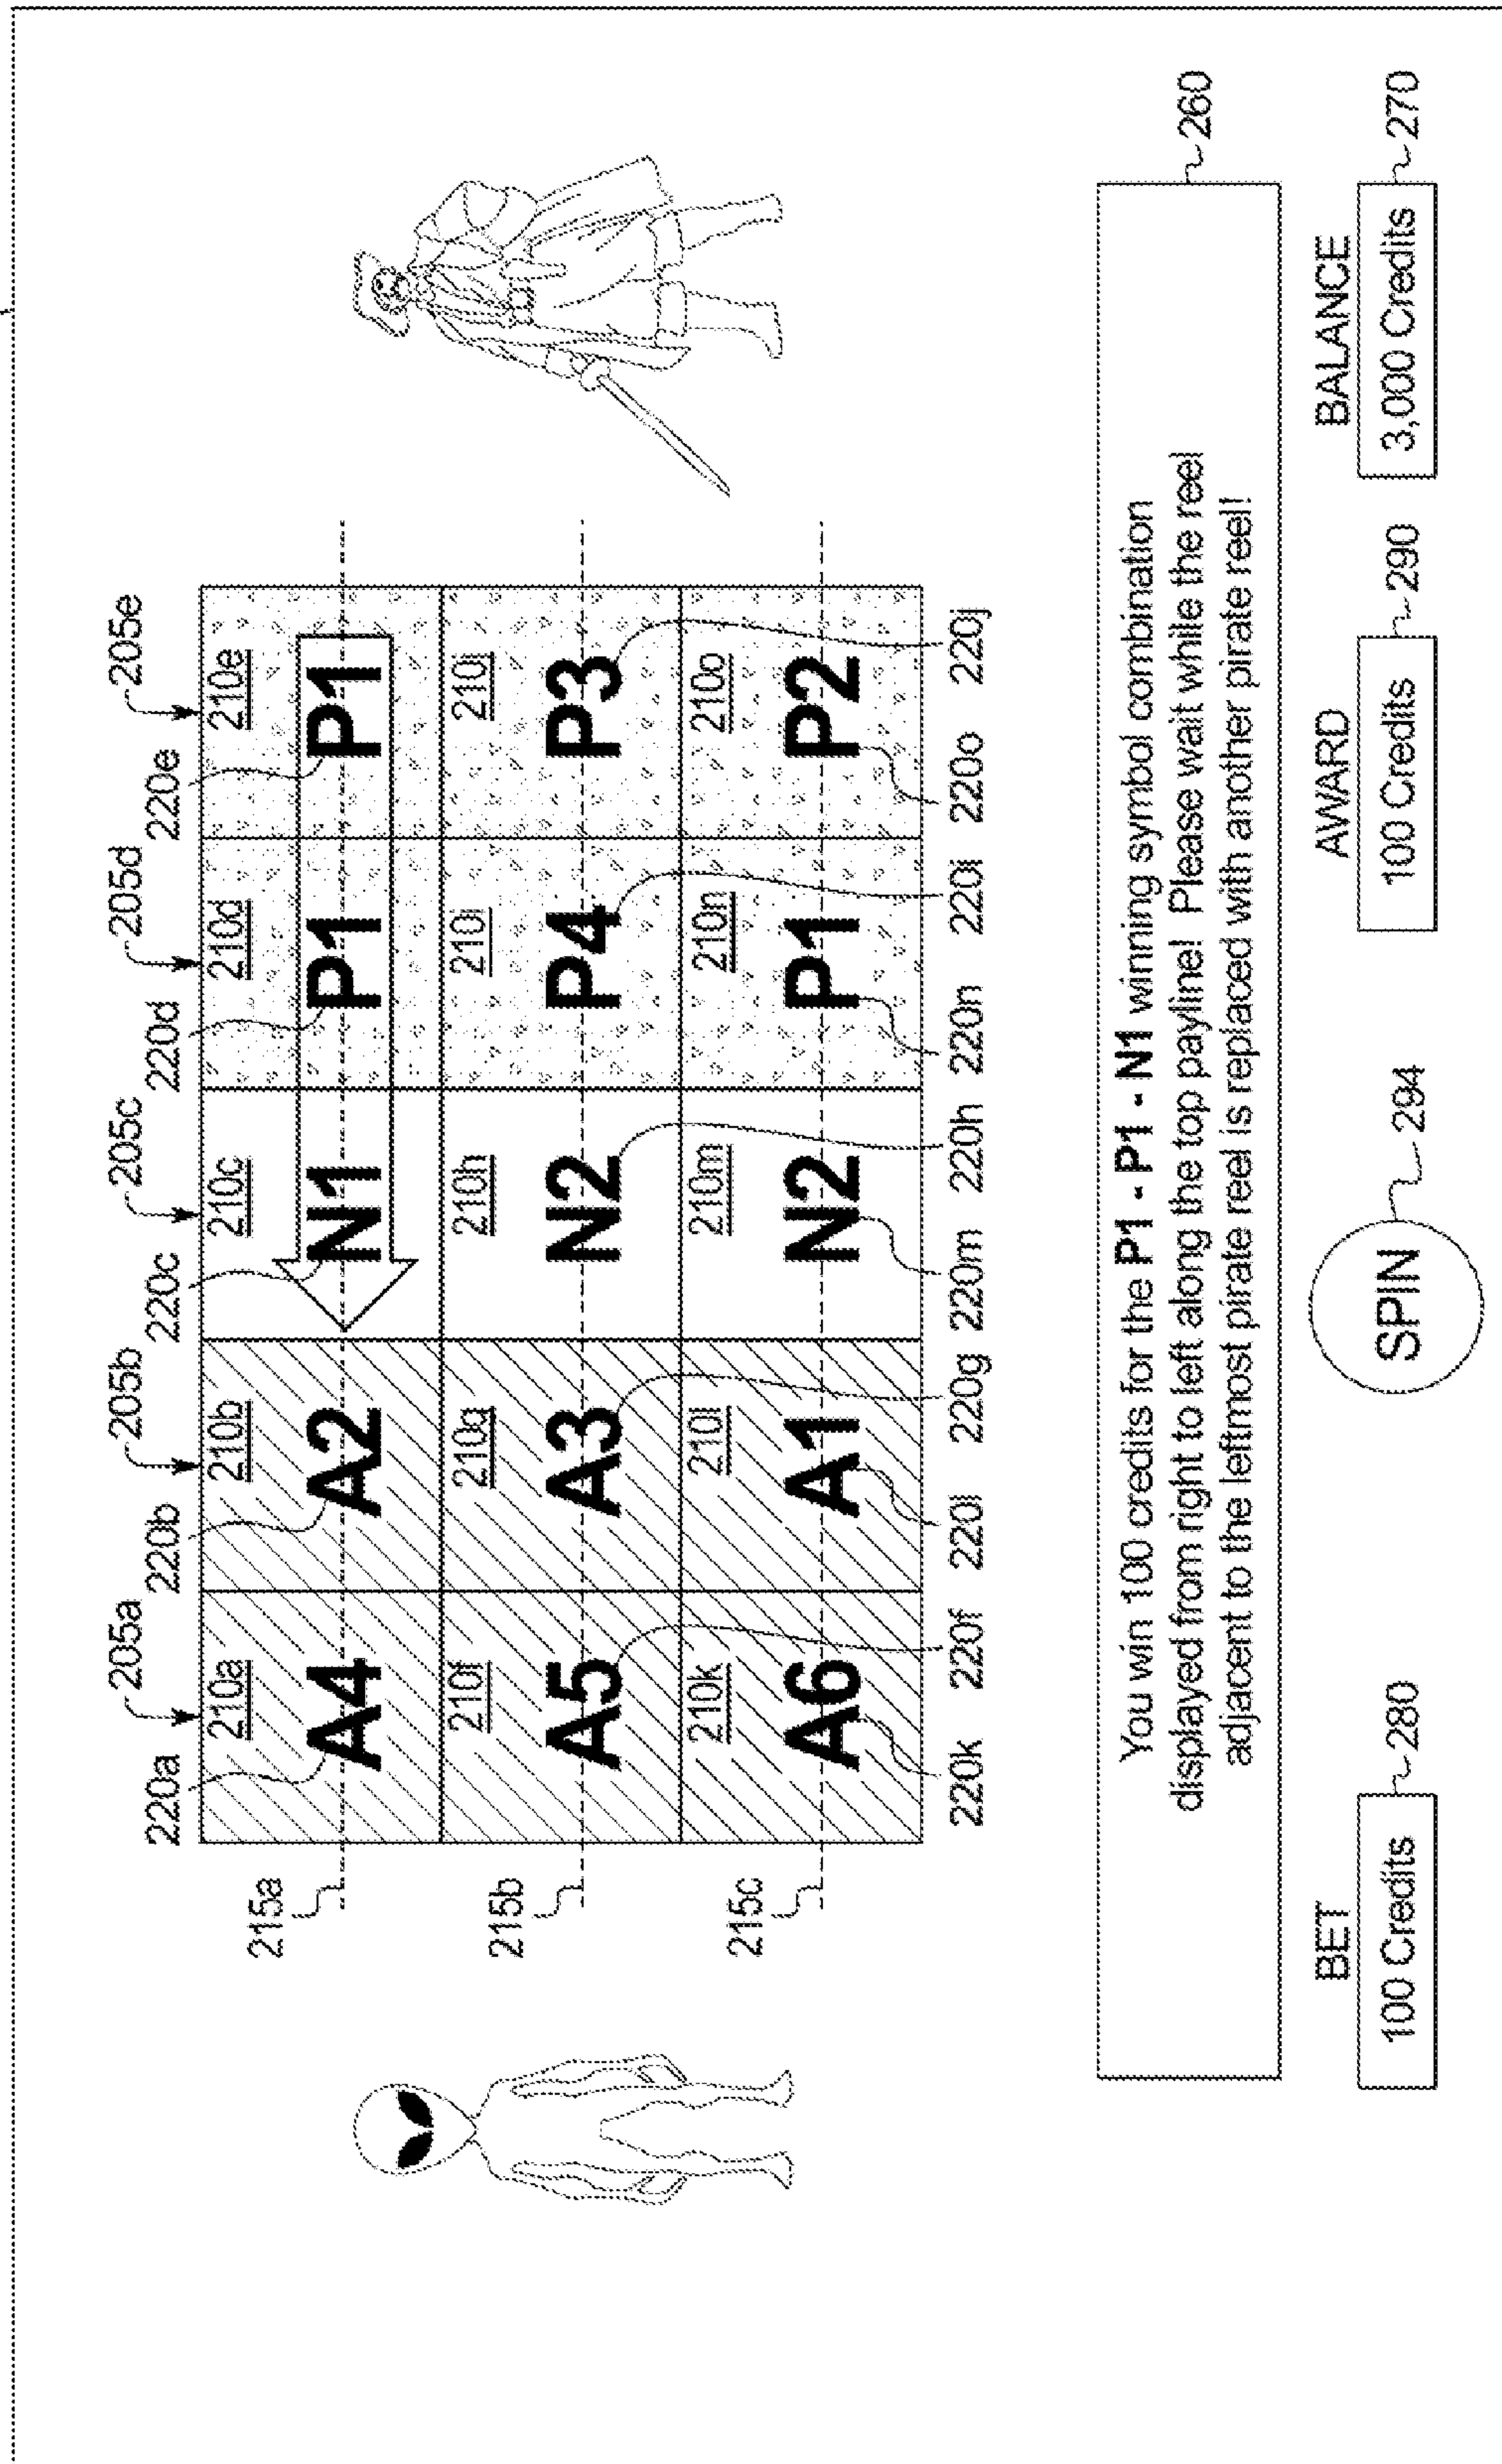 205a 205b 205c 205d 205e
220a 220b 220c 220d 220e
210a 210b 210c 210d 210e
215a A4 A2 N1 P1 P1
210f 210g 210h 210i 210j
215b A5 A3 N2 P4 P3
210k 210l 210m 210n 210o
215c A6 A1 N2 P1 P2
220k 220f 220l 220g 220m 220h 220n 220i 220o 220j
You win 100 credits for the P1 - P1 - N1 winning symbol combination
displayed from right to left along the top payline! Please wait while the reel
adjacent to the leftmost pirate reel is replaced with another pirate reel!
260
BET AWARD BALANCE
100 Credits 280 SPIN 294 100 Credits 290 3,000 Credits 270